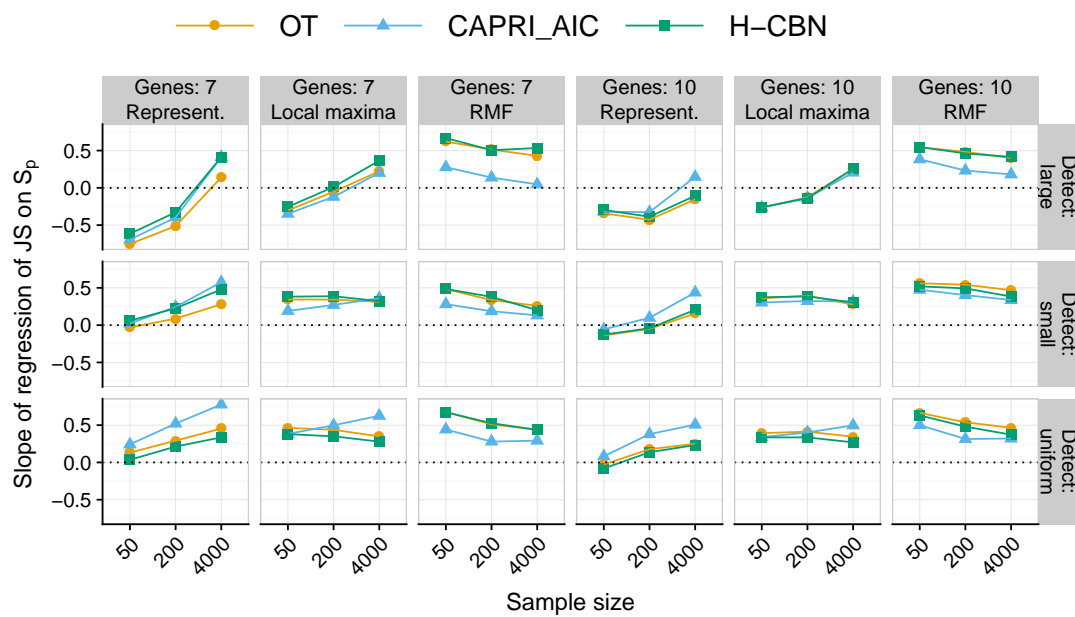 OT CAPRI_AIC H−CBN
Genes: 7 Genes: 7 Genes: 7 Genes: 10 Genes: 10 Genes: 10
Represent. Local maxima RMF Represent. Local maxima RMF
Slope of regression of JS on Sp
0.5
0.0
−0.5
Detect:
large
0.5
0.0
−0.5
Detect:
small
0.5
0.0
−0.5
Detect:
uniform
50 200 4000 50 200 4000 50 200 4000 50 200 4000 50 200 4000 50 200 4000
Sample size